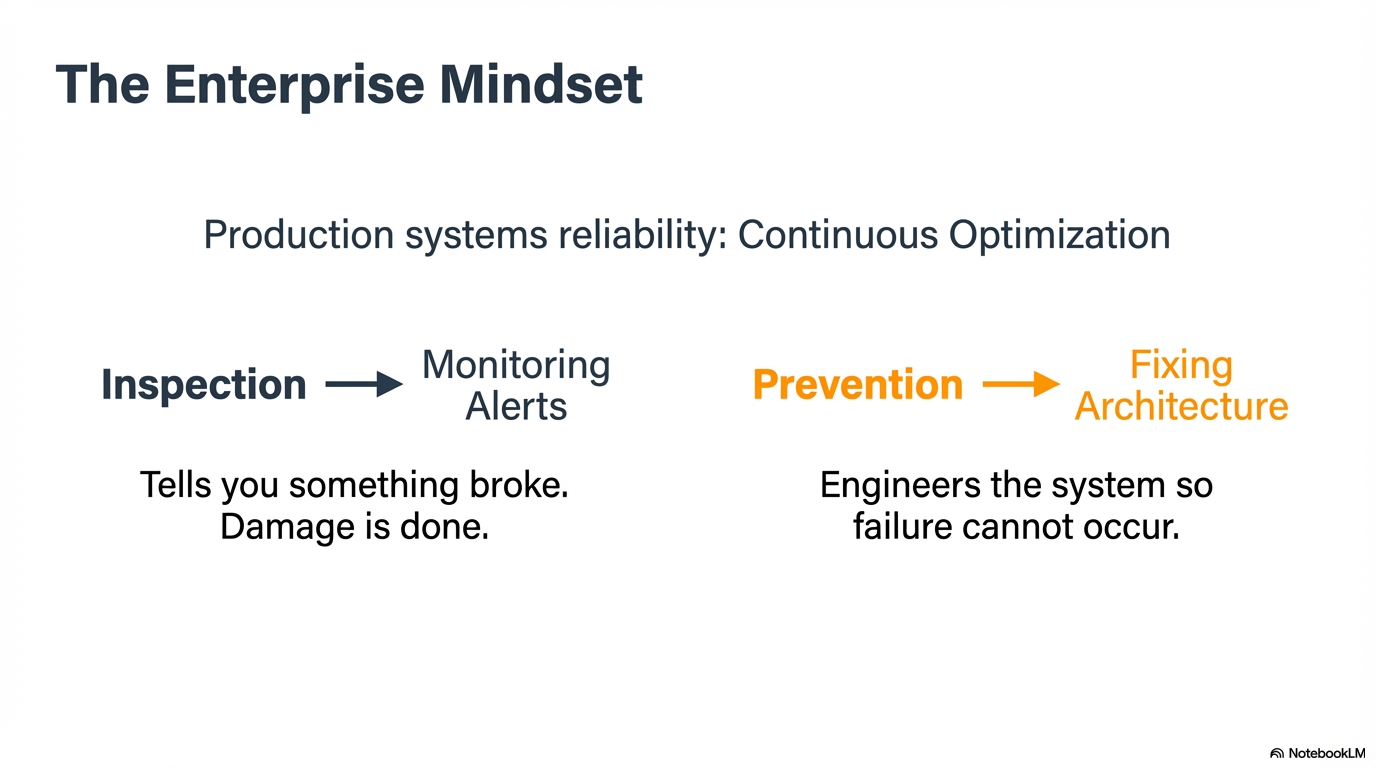 The Enterprise Mindset
Production systems reliability: Continuous Optimization
Inspection
Monitoring
Alerts
Tells you something broke.
Damage is done.
Prevention
Fixing
Architecture
Engineers the system so
failure cannot occur.
NotebookLM